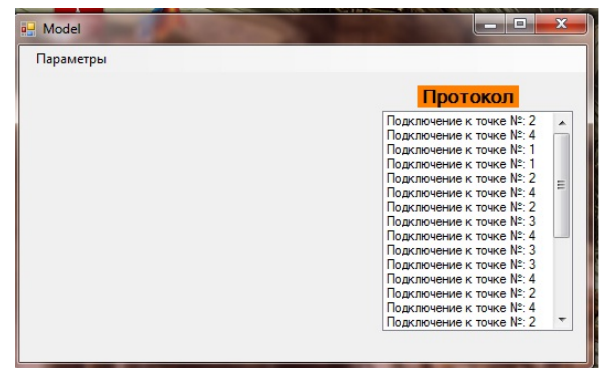 Model
Параметры
Протокол
Подключение к точке №: 2
Подключение к точке №: 4
Подключение к точке №: 1
Подключение к точке №: 1
Подключение к точке №: 2
Подключение к точке №: 4
Подключение к точке №: 2
Подключение к точке №: 3
Подключение к точке №: 4
Подключение к точке №: 3
Подключение к точке №: 3
Подключение к точке №: 4
Подключение к точке №: 2
Подключение к точке №: 4
Подключение к точке №: 2